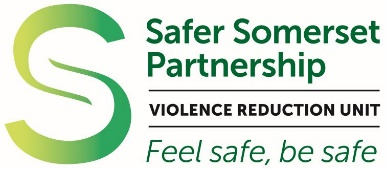 Safer Somerset
Partnership
VIOLENCE REDUCTION UNIT
Feel safe, be safe